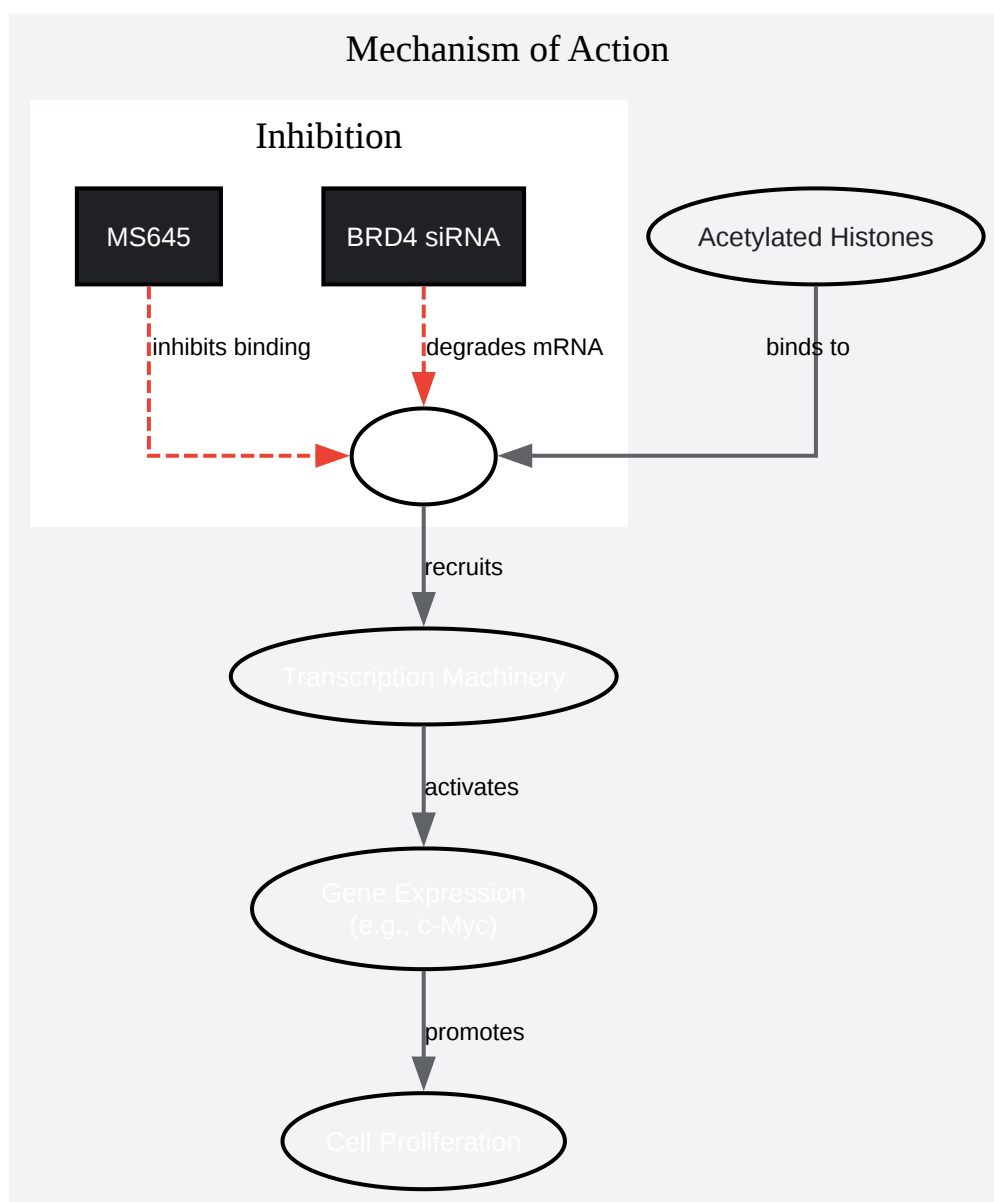 Mechanism of Action
Inhibition
MS645
BRD4 siRNA
Acetylated Histones
inhibits binding
degrades mRNA
binds to
recruits
Transcription Machinery
activates
Gene Expression
(e.g., c-Myc)
promotes
Cell Proliferation